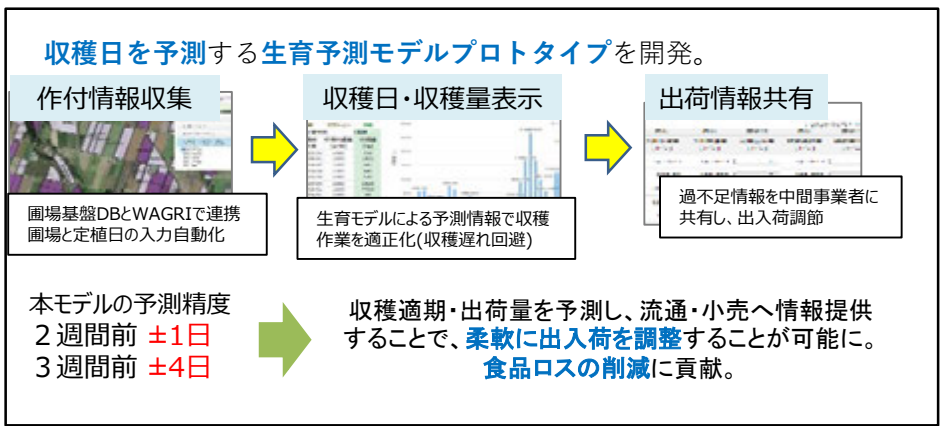 収穫日を予測する生育予測モデルプロトタイプを開発。
作付情報収集
収穫日・収穫量表示
出荷情報共有
圃場基盤DBとWAGRIで連携
圃場と定植日の入力自動化
生育モデルによる予測情報で収穫
作業を適正化(収穫遅れ回避)
過不足情報を中間事業者に
共有し、出入荷調節
本モデルの予測精度
２週間前 ±1日
３週間前 ±4日
収穫適期・出荷量を予測し、流通・小売へ情報提供
することで、柔軟に出入荷を調整することが可能に。
食品ロスの削減に貢献。